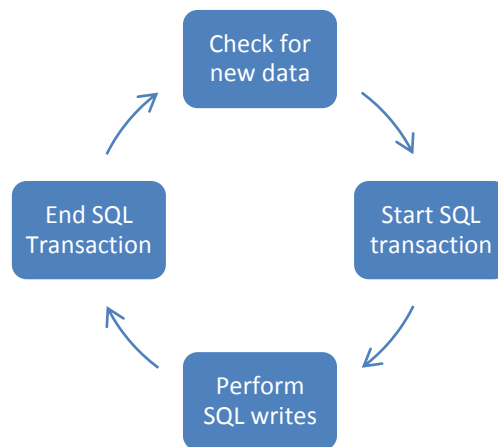 Check for
new data
Start SQL
transaction
Perform
SQL writes
End SQL
Transaction